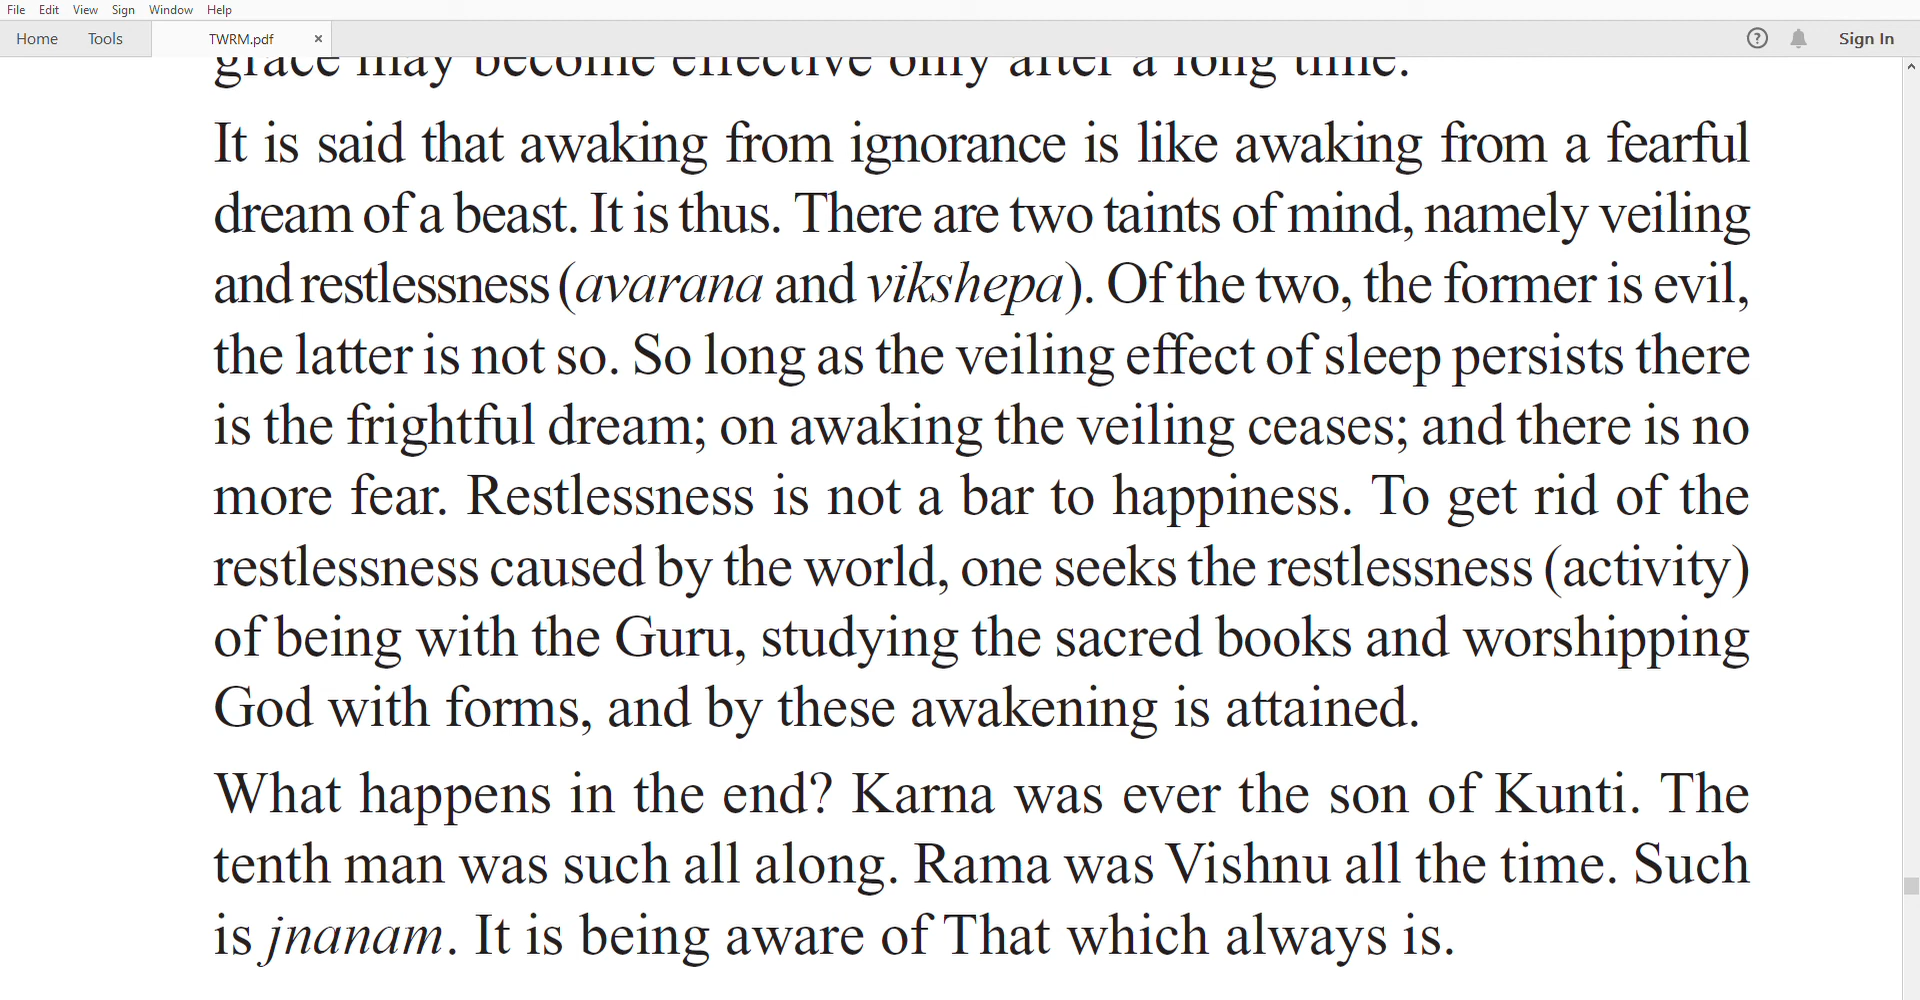 File Edit View Sign Window Help
Home Tools TWRM.pdf × ? Sign In
grace may become effective only after a long time.
It is said that awaking from ignorance is like awaking from a fearful
dream of a beast. It is thus. There are two taints of mind, namely veiling
and restlessness (avarana and vikshepa). Of the two, the former is evil,
the latter is not so. So long as the veiling effect of sleep persists there
is the frightful dream; on awaking the veiling ceases; and there is no
more fear. Restlessness is not a bar to happiness. To get rid of the
restlessness caused by the world, one seeks the restlessness (activity)
of being with the Guru, studying the sacred books and worshipping
God with forms, and by these awakening is attained.
What happens in the end? Karna was ever the son of Kunti. The
tenth man was such all along. Rama was Vishnu all the time. Such
is jnanam. It is being aware of That which always is.